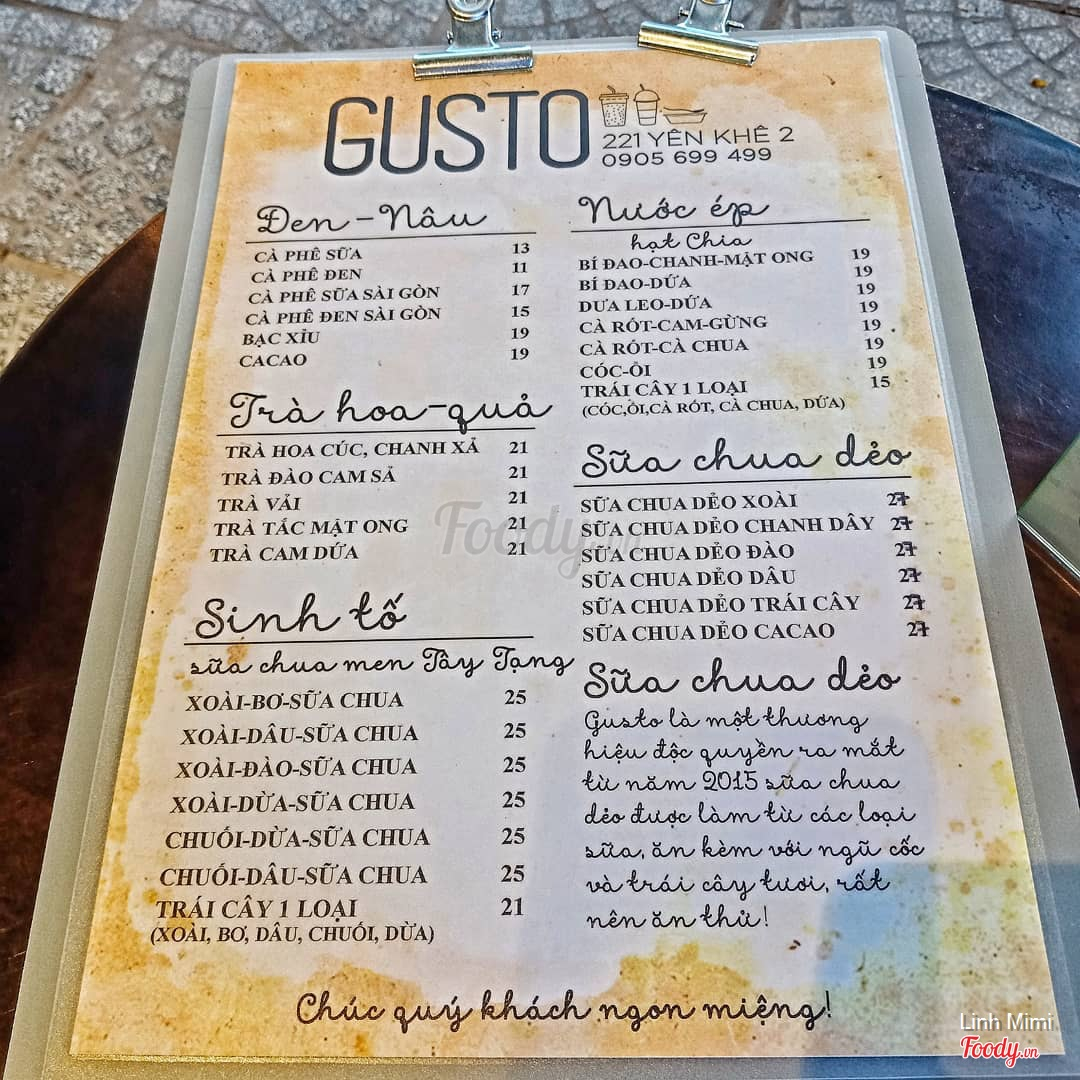 GUSTO
221 YÊN KHÊ 2
0905 699 499
Đen - Nâu
CÀ PHÊ SỮA 13
CÀ PHÊ ĐEN 11
CÀ PHÊ SỮA SÀI GÒN 17
CÀ PHÊ ĐEN SÀI GÒN 15
BẠC XỈU 19
CACAO 19
Trà hoa-quả
TRÀ HOA CÚC, CHANH XẢ 21
TRÀ ĐÀO CAM SẢ 21
TRÀ VẢI 21
TRÀ TẮC MẬT ONG 21
TRÀ CAM DỨA 21
Sinh tố
sữa chua men Tây Tạng
XOÀI-BƠ-SỮA CHUA 25
XOÀI-DÂU-SỮA CHUA 25
XOÀI-ĐÀO-SỮA CHUA 25
XOÀI-DỪA-SỮA CHUA 25
CHUỐI-DỪA-SỮA CHUA 25
CHUỐI-DÂU-SỮA CHUA 25
TRÁI CÂY 1 LOẠI 21
(XOÀI, BƠ, DÂU, CHUỐI, DỪA)
Nước ép
hạt Chia
BÍ ĐAO-CHANH-MẬT ONG 19
BÍ ĐAO-DỨA 19
DƯA LEO-DỨA 19
CÀ RÓT-CAM-GỪNG 19
CÀ RÓT-CÀ CHUA 19
CÓC-ỔI 19
TRÁI CÂY 1 LOẠI 15
(CÓC,ỔI,CÀ RÓT, CÀ CHUA, DỨA)
Sữa chua dẻo
SỮA CHUA DẺO XOÀI 27
SỮA CHUA DẺO CHANH DÂY 27
SỮA CHUA DẺO ĐÀO 27
SỮA CHUA DẺO DÂU 27
SỮA CHUA DẺO TRÁI CÂY 27
SỮA CHUA DẺO CACAO 27
Sữa chua dẻo
Gusto là một thương
hiệu độc quyền ra mắt
từ năm 2015 sữa chua
dẻo được làm từ các loại
sữa, ăn kèm với ngũ cốc
và trái cây tươi, rất
nên ăn thử!
Chúc quý khách ngon miệng!
Foody.vn
Linh Mimi
Foody.vn